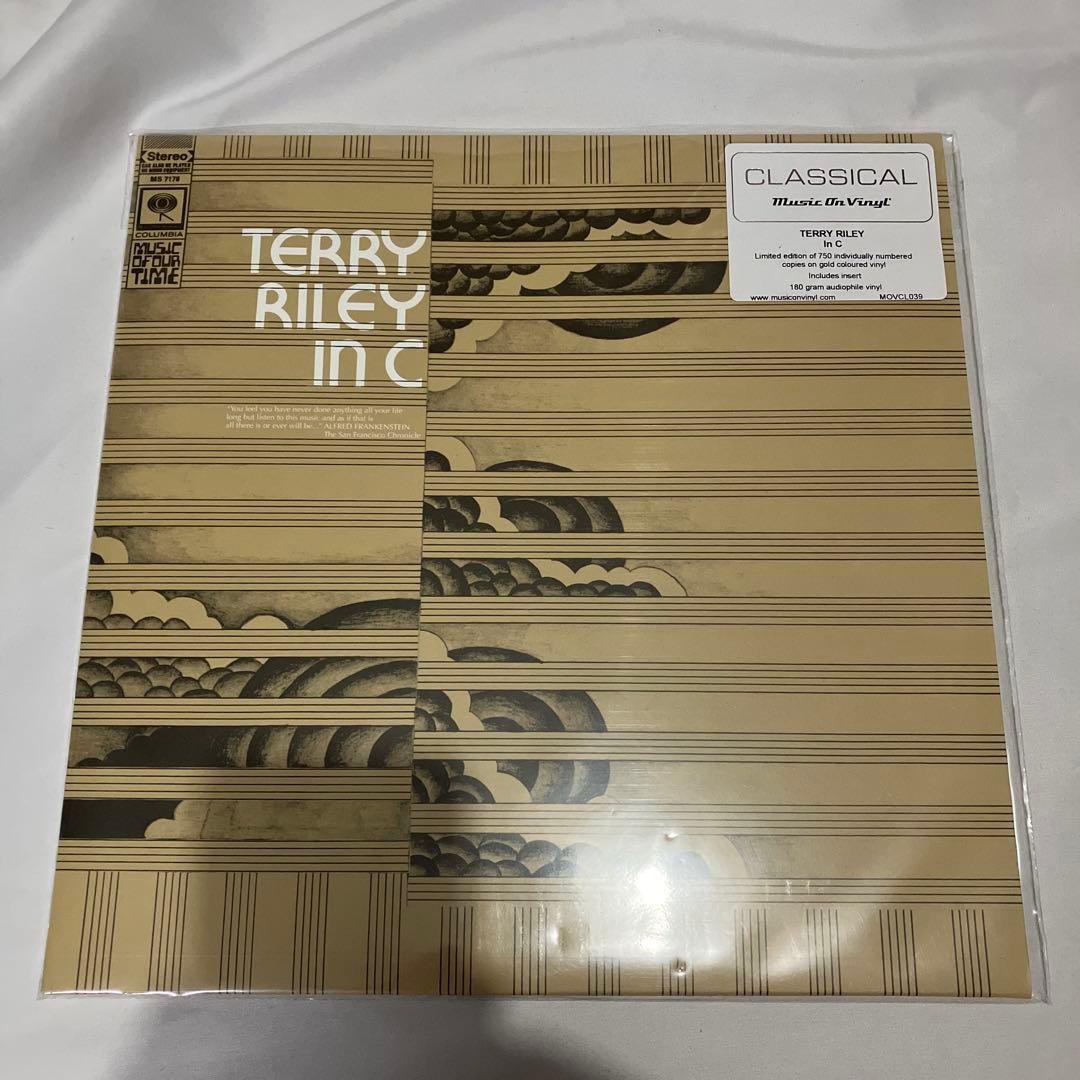 Stereo
CAN ALSO BE PLAYED
ON MONO EQUIPMENT
MS 7178
COLUMBIA
MUSIC
OF OUR
TIME
TERRY
RILEY
IN C
"You feel you have never done anything all your life
long but listen to this music and as if that is
all there is or ever will be..." ALFRED FRANKENSTEIN
The San Francisco Chronicle
CLASSICAL
Music On Vinyl
TERRY RILEY
In C
Limited edition of 750 individually numbered
copies on gold coloured vinyl
Includes insert
180 gram audiophile vinyl
www.musiconvinyl.com MOVCL039